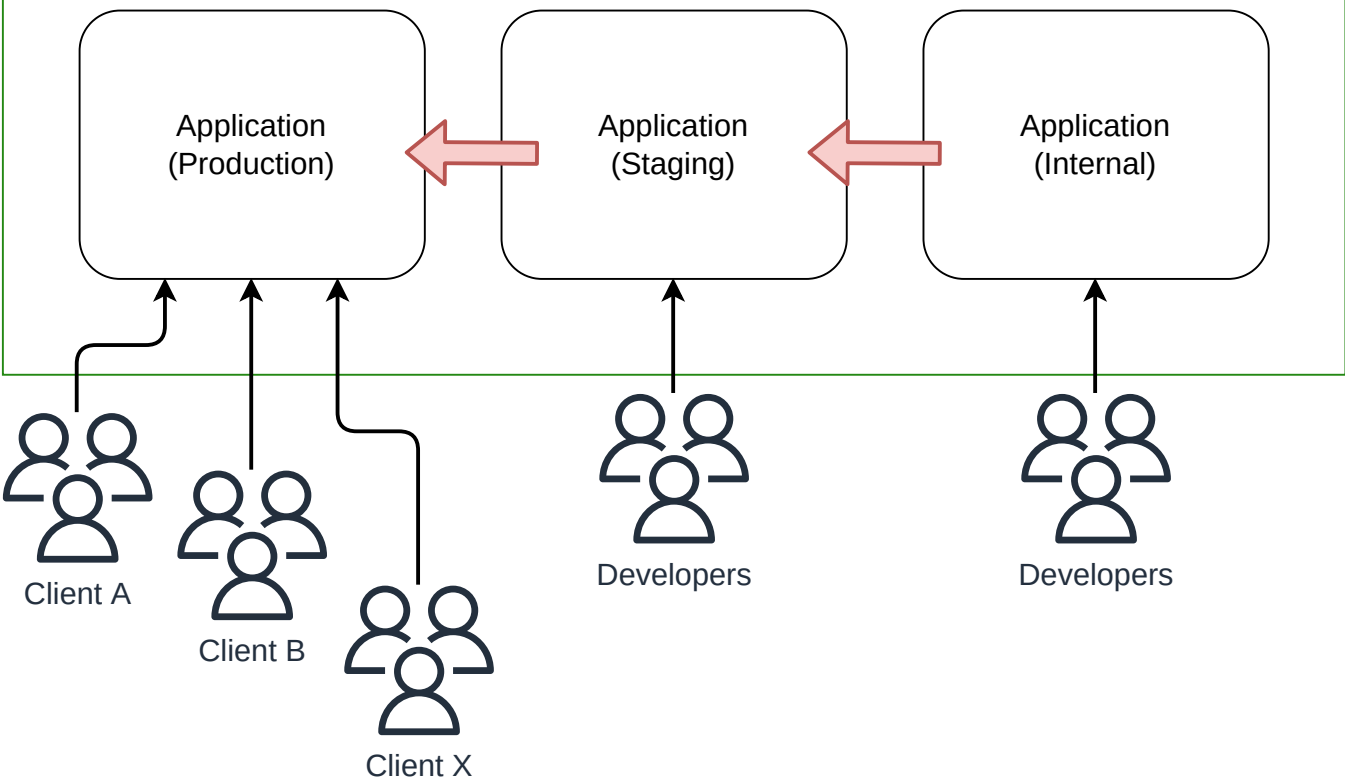 Application
(Production)
Application
(Staging)
Application
(Internal)
Client A
Client B
Client X
Developers
Developers